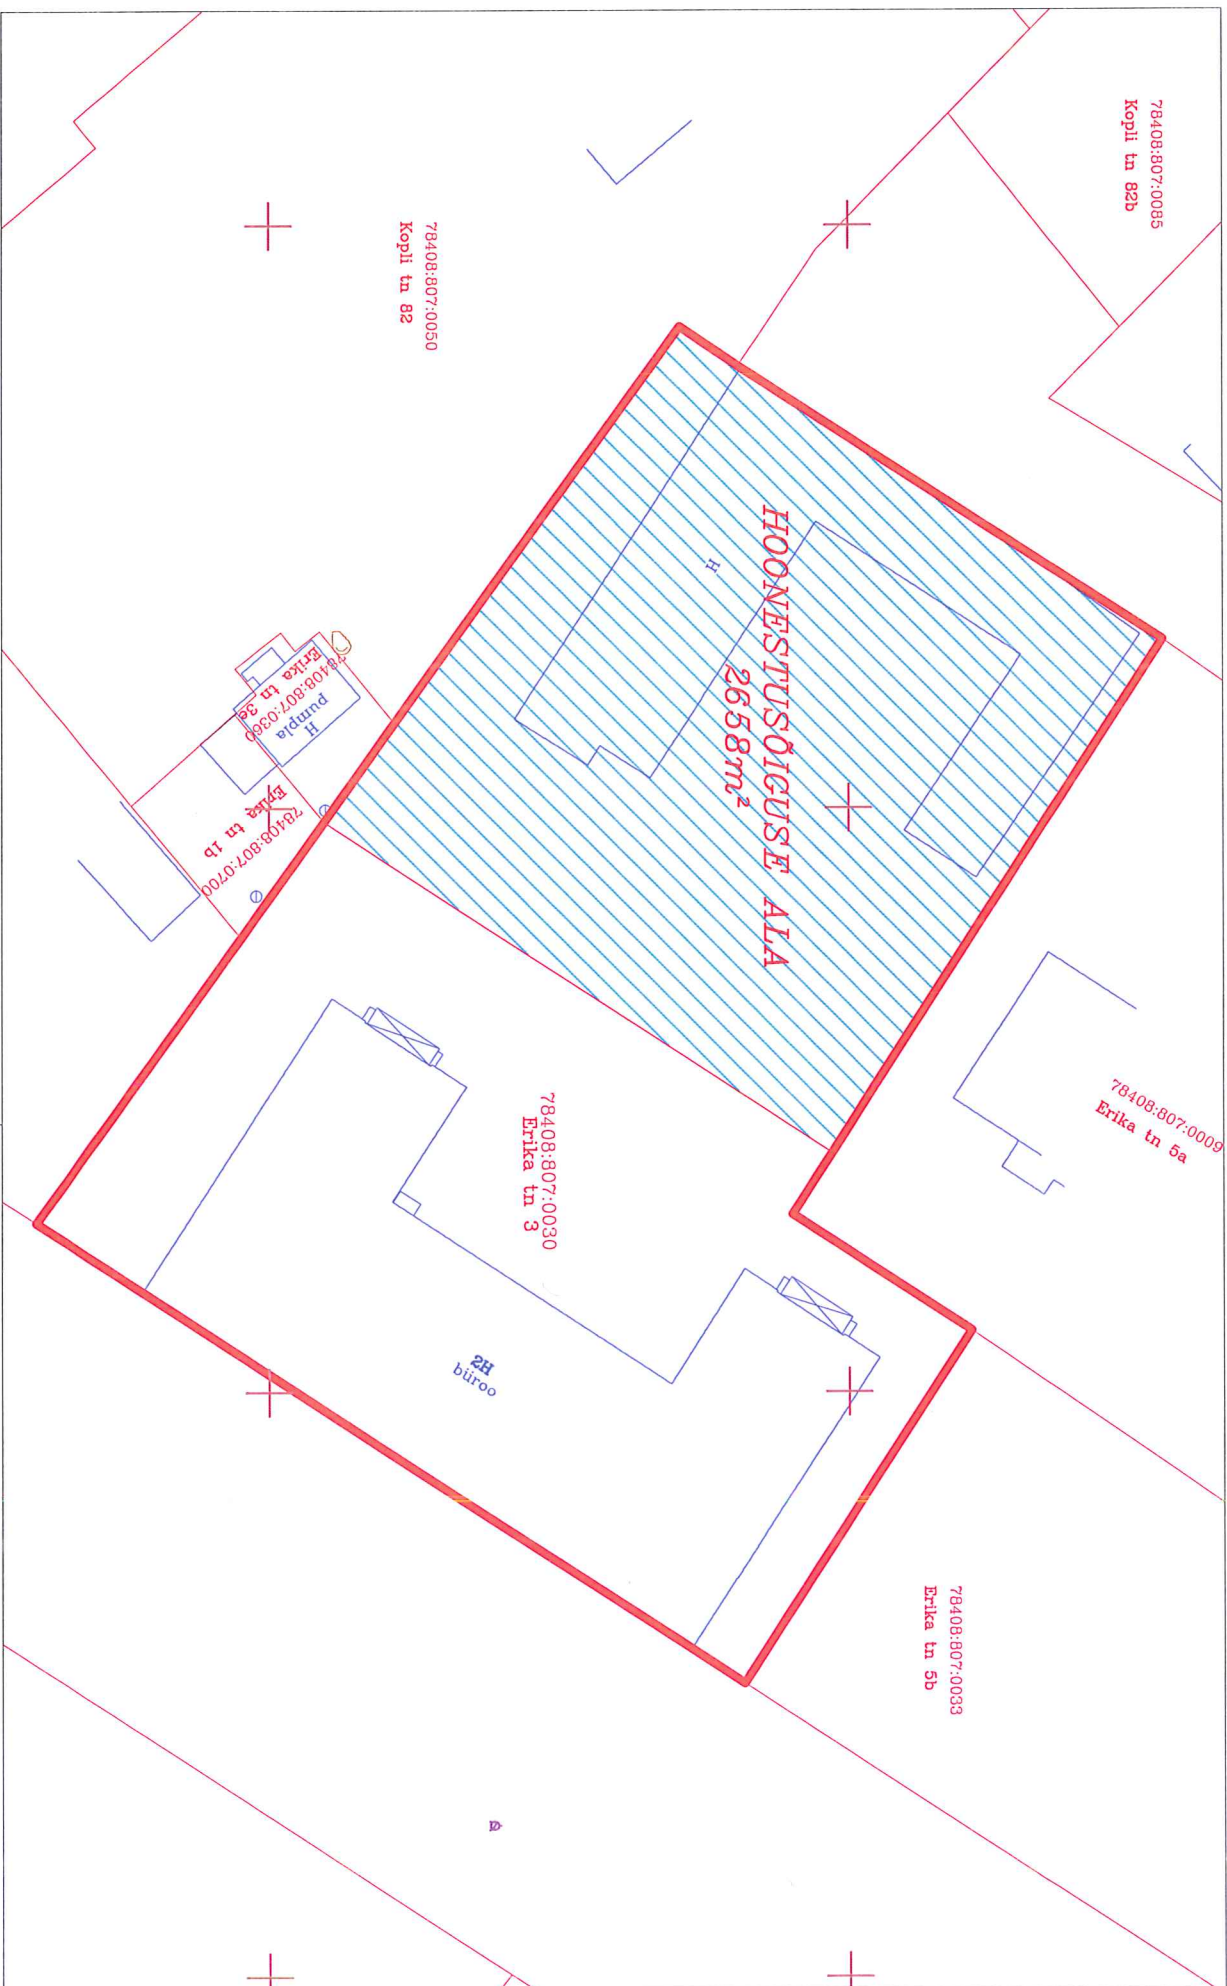 78408:807:0085
Kopli tn 82b
78408:807:0050
Kopli tn 82
HOONESTUSÕIGUSE ALA
2658m²
H
78408:807:0360
Erika tn 3e
H
pumpla
78408:807:0700
Erika tn 1b
78408:807:0009
Erika tn 5a
78408:807:0030
Erika tn 3
2H
büroo
78408:807:0033
Erika tn 5b